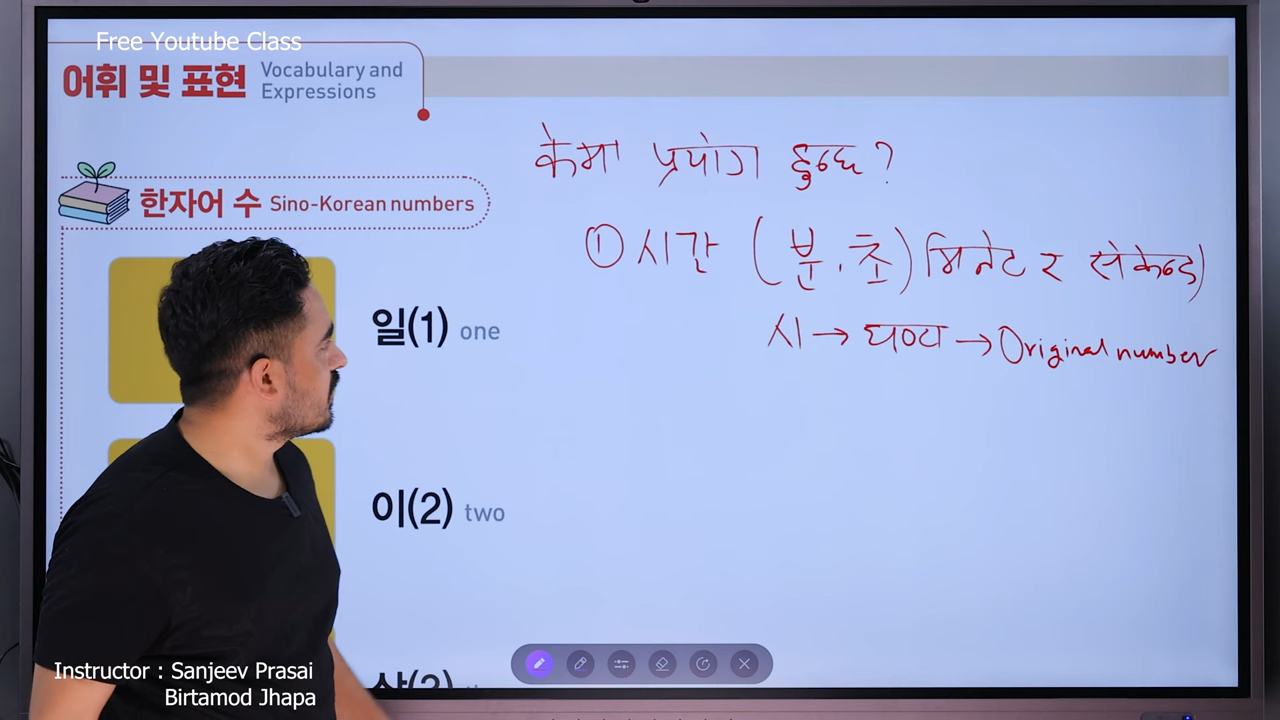 Free Youtube Class
어휘 및 표현 Vocabulary and Expressions
한자어 수 Sino-Korean numbers
일(1) one
이(2) two
केमा प्रयोग हुन्छ?
① 시간 (분, 초) मिनेट र सेकेन्ड)
시 → घण्टा → Original number
Instructor : Sanjeev Prasai
Birtamod Jhapa